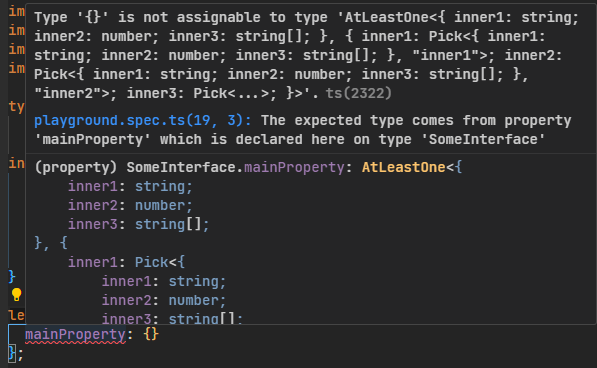 im
im
im
im
ty
in
}
le
Type '{}' is not assignable to type 'AtLeastOne<{ inner1: string;
inner2: number; inner3: string[]; }, { inner1: Pick<{ inner1:
string; inner2: number; inner3: string[]; }, "inner1">; inner2:
Pick<{ inner1: string; inner2: number; inner3: string[]; },
"inner2">; inner3: Pick<...>; }>'. ts(2322)
playground.spec.ts(19, 3): The expected type comes from property
'mainProperty' which is declared here on type 'SomeInterface'
(property) SomeInterface.mainProperty: AtLeastOne<{
inner1: string;
inner2: number;
inner3: string[];
}, {
inner1: Pick<{
inner1: string;
inner2: number;
inner3: string[];
mainProperty: {}
};